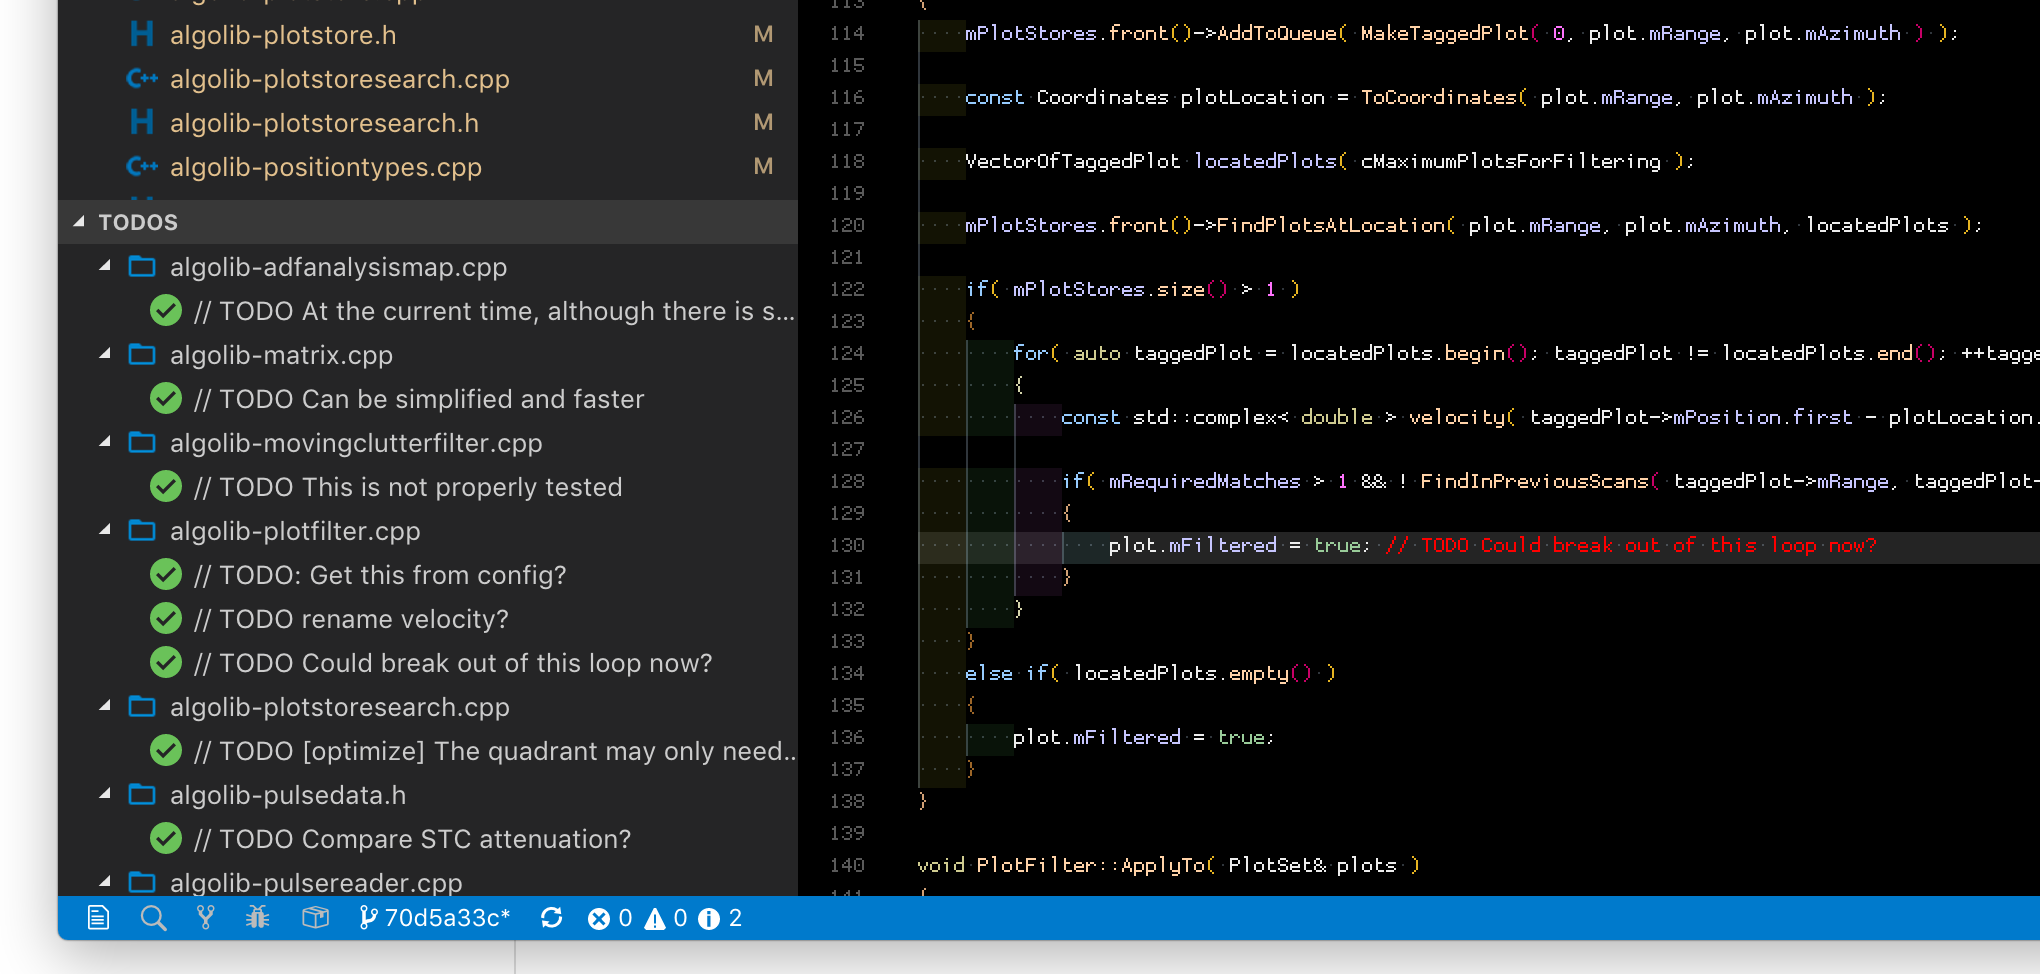 algolib-plotstore.h M
algolib-plotstoresearch.cpp M
algolib-plotstoresearch.h M
algolib-positiontypes.cpp M
TODOS
algolib-adfanalysismap.cpp
// TODO At the current time, although there is s...
algolib-matrix.cpp
// TODO Can be simplified and faster
algolib-movingclutterfilter.cpp
// TODO This is not properly tested
algolib-plotfilter.cpp
// TODO: Get this from config?
// TODO rename velocity?
// TODO Could break out of this loop now?
algolib-plotstoresearch.cpp
// TODO [optimize] The quadrant may only need..
algolib-pulsedata.h
// TODO Compare STC attenuation?
algolib-pulsereader.cpp
113 {
114 mPlotStores.front()->AddToQueue( MakeTaggedPlot( 0, plot.mRange, plot.mAzimuth ) );
115
116 const Coordinates plotLocation = ToCoordinates( plot.mRange, plot.mAzimuth );
117
118 VectorOfTaggedPlot locatedPlots( cMaximumPlotsForFiltering );
119
120 mPlotStores.front()->FindPlotsAtLocation( plot.mRange, plot.mAzimuth, locatedPlots );
121
122 if( mPlotStores.size() > 1 )
123 {
124 for( auto taggedPlot = locatedPlots.begin(); taggedPlot != locatedPlots.end(); ++tagge
125 {
126 const std::complex< double > velocity( taggedPlot->mPosition.first - plotLocation.
127
128 if( mRequiredMatches > 1 && ! FindInPreviousScans( taggedPlot->mRange, taggedPlot-
129 {
130 plot.mFiltered = true; // TODO Could break out of this loop now?
131 }
132 }
133 }
134 else if( locatedPlots.empty() )
135 {
136 plot.mFiltered = true;
137 }
138 }
139
140 void PlotFilter::ApplyTo( PlotSet& plots )
141 {
70d5a33c* 0 0 2